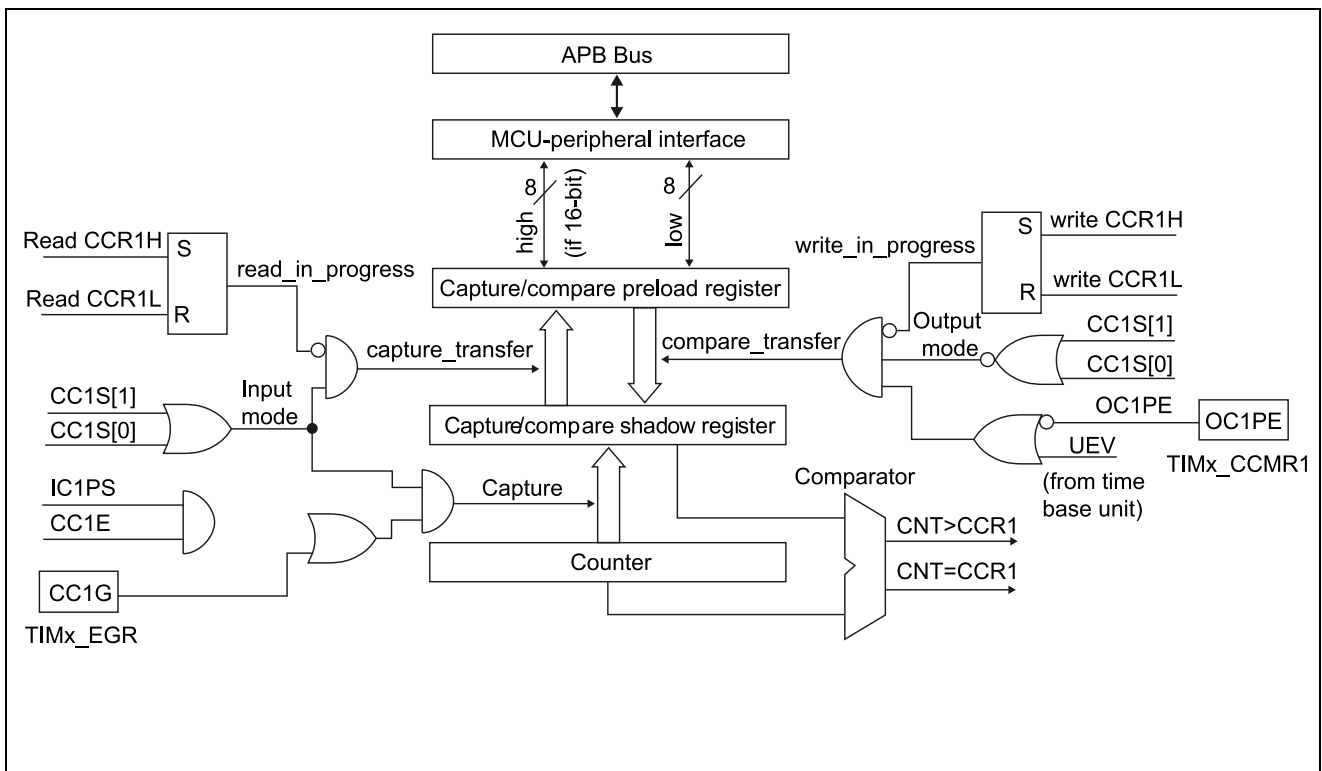 APB Bus
MCU-peripheral interface
8
high
(if 16-bit)
8
low
Read CCR1H
S
read_in_progress
Read CCR1L
R
write_in_progress
S
write CCR1H
R
write CCR1L
Capture/compare preload register
capture_transfer
compare_transfer
Output
mode
CC1S[1]
CC1S[0]
CC1S[1]
CC1S[0]
Input
mode
Capture/compare shadow register
OC1PE
OC1PE
UEV
TIMx_CCMR1
(from time
base unit)
IC1PS
CC1E
Capture
Comparator
CNT>CCR1
CNT=CCR1
Counter
CC1G
TIMx_EGR